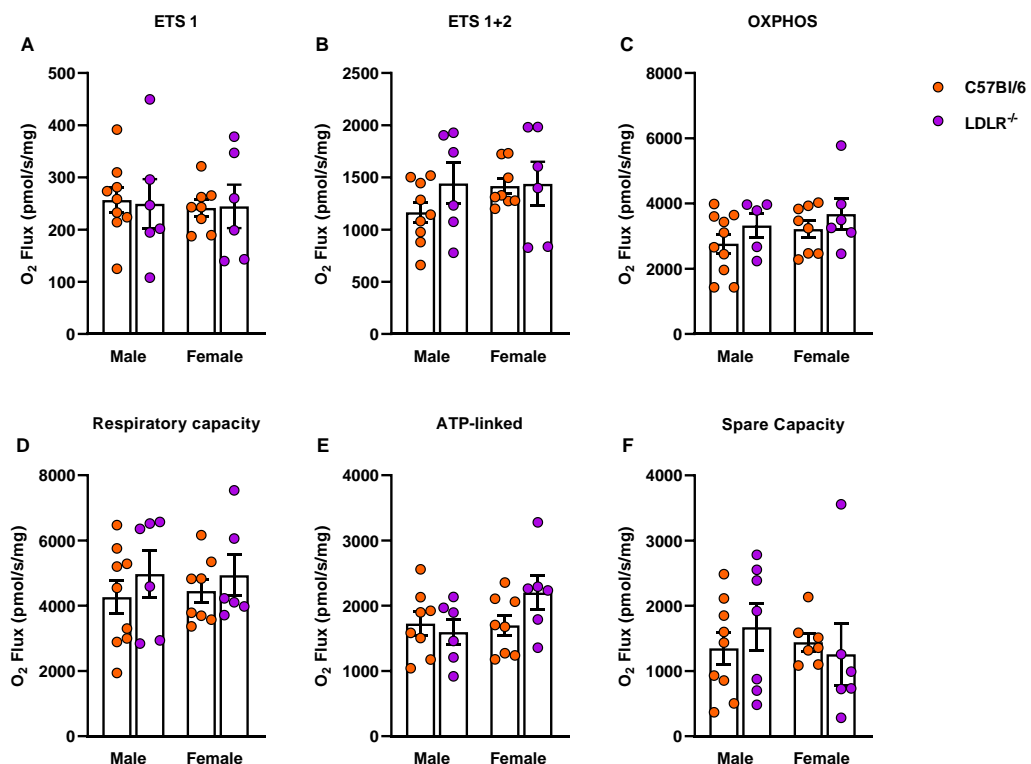 ETS 1
ETS 1+2
OXPHOS
A
B
C
500
400
300
200
100
0
O2 Flux (pmol/s/mg)
Male
Female
2500
2000
1500
1000
500
0
O2 Flux (pmol/s/mg)
Male
Female
8000
6000
4000
2000
0
O2 Flux (pmol/s/mg)
Male
Female
C57Bl/6
LDLR-/-
Respiratory capacity
ATP-linked
Spare Capacity
D
E
F
8000
6000
4000
2000
0
O2 Flux (pmol/s/mg)
Male
Female
4000
3000
2000
1000
0
O2 Flux (pmol/s/mg)
Male
Female
4000
3000
2000
1000
0
O2 Flux (pmol/s/mg)
Male
Female